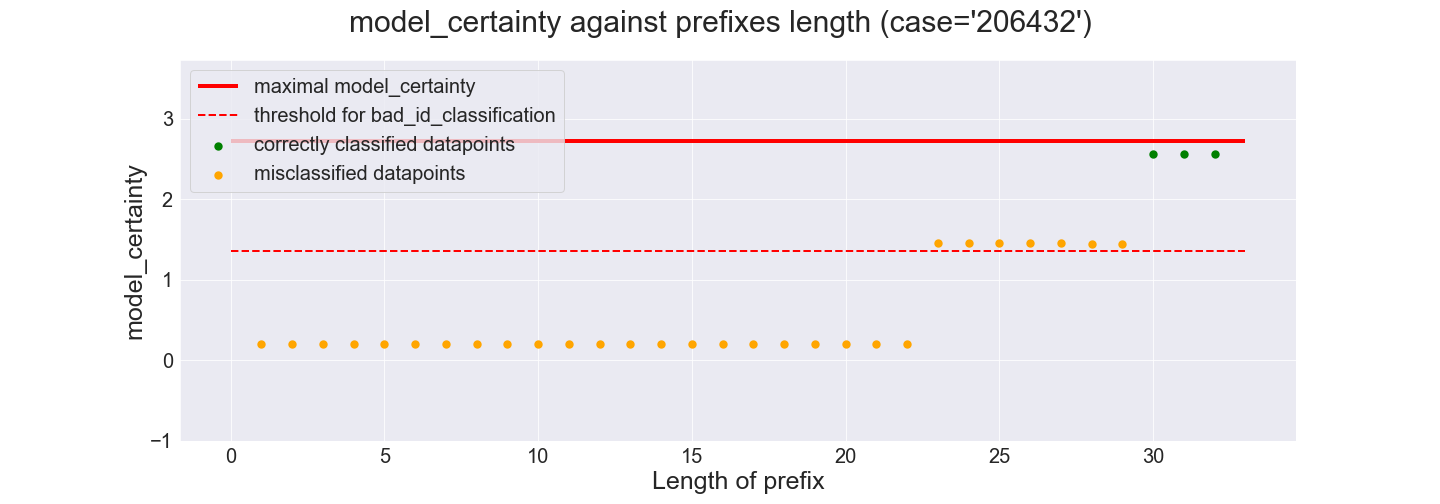 model_certainty against prefixes length (case='206432')
maximal model_certainty
threshold for bad_id_classification
correctly classified datapoints
misclassified datapoints
model_certainty
3
2
1
0
−1
0 5 10 15 20 25 30
Length of prefix